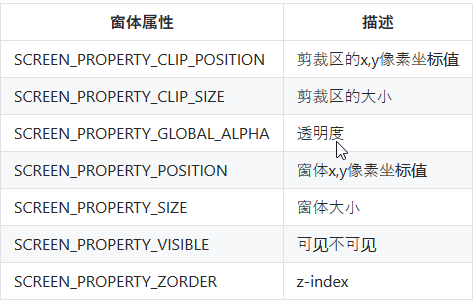 窗体属性 描述
SCREEN_PROPERTY_CLIP_POSITION 剪裁区的x,y像素坐标值
SCREEN_PROPERTY_CLIP_SIZE 剪裁区的大小
SCREEN_PROPERTY_GLOBAL_ALPHA 透明度
SCREEN_PROPERTY_POSITION 窗体x,y像素坐标值
SCREEN_PROPERTY_SIZE 窗体大小
SCREEN_PROPERTY_VISIBLE 可见不可见
SCREEN_PROPERTY_ZORDER z-index